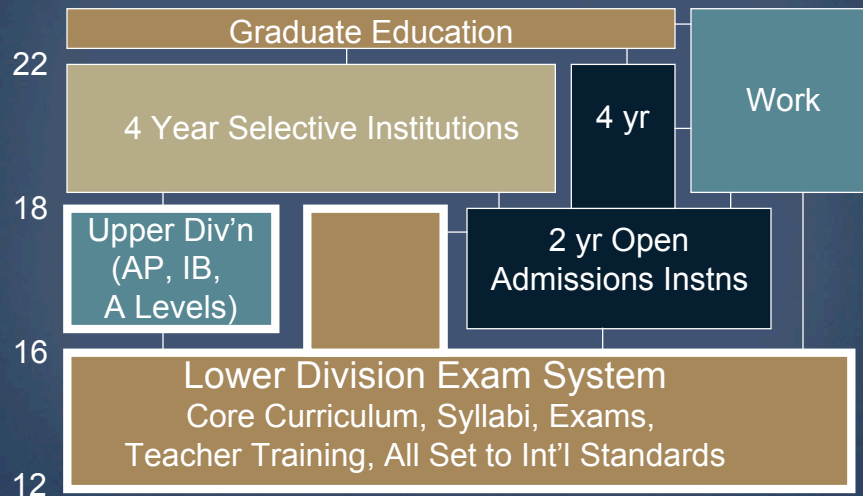 Graduate Education
22
4 Year Selective Institutions
4 yr
Work
18
Upper Div'n
(AP, IB,
A Levels)
2 yr Open
Admissions Instns
16
Lower Division Exam System
Core Curriculum, Syllabi, Exams,
Teacher Training, All Set to Int'l Standards
12